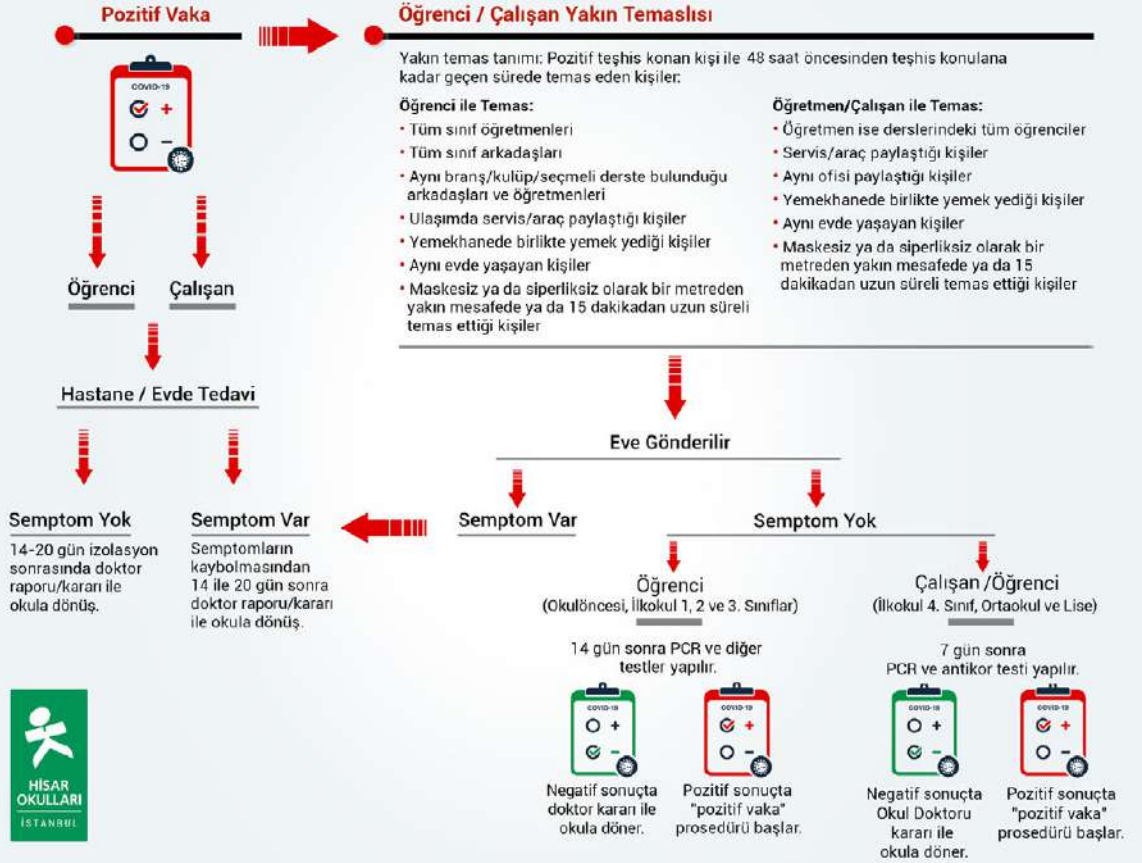 Pozitif Vaka
COVID-19
+
-
Öğrenci
Çalışan
Hastane / Evde Tedavi
Semptom Yok
14-20 gün izolasyon
sonrasında doktor
raporu/kararı ile
okula dönüş.
Semptom Var
Semptomların
kaybolmasından
14 ile 20 gün sonra
doktor raporu/kararı
ile okula dönüş.
Öğrenci / Çalışan Yakın Temaslısı
Yakın temas tanımı: Pozitif teşhis konan kişi ile 48 saat öncesinden teşhis konulana
kadar geçen sürede temas eden kişiler:
Öğrenci ile Temas:
• Tüm sınıf öğretmenleri
• Tüm sınıf arkadaşları
• Aynı branş/kulüp/seçmeli derste bulunduğu
arkadaşları ve öğretmenleri
• Ulaşımda servis/araç paylaştığı kişiler
• Yemekhanede birlikte yemek yediği kişiler
• Aynı evde yaşayan kişiler
• Maskesiz ya da siperliksiz olarak bir metreden
yakın mesafede ya da 15 dakikadan uzun süreli
temas ettiği kişiler
Öğretmen/Çalışan ile Temas:
• Öğretmen ise derslerindeki tüm öğrenciler
• Servis/araç paylaştığı kişiler
• Aynı ofisi paylaştığı kişiler
• Yemekhanede birlikte yemek yediği kişiler
• Aynı evde yaşayan kişiler
• Maskesiz ya da siperliksiz olarak bir
metreden yakın mesafede ya da 15
dakikadan uzun süreli temas ettiği kişiler
Eve Gönderilir
Semptom Var
Semptom Yok
Öğrenci
(Okulöncesi, İlkokul 1, 2 ve 3. Sınıflar)
14 gün sonra PCR ve diğer
testler yapılır.
COVID-19
+
-
Negatif sonuçta
doktor kararı ile
okula döner.
COVID-19
+
-
Pozitif sonuçta
"pozitif vaka"
prosedürü başlar.
Çalışan /Öğrenci
(İlkokul 4. Sınıf, Ortaokul ve Lise)
7 gün sonra
PCR ve antikor testi yapılır.
COVID-19
+
-
Negatif sonuçta
Okul Doktoru
kararı ile
okula döner.
COVID-19
+
-
Pozitif sonuçta
"pozitif vaka"
prosedürü başlar.
HİSAR
OKULLARI
İSTANBUL